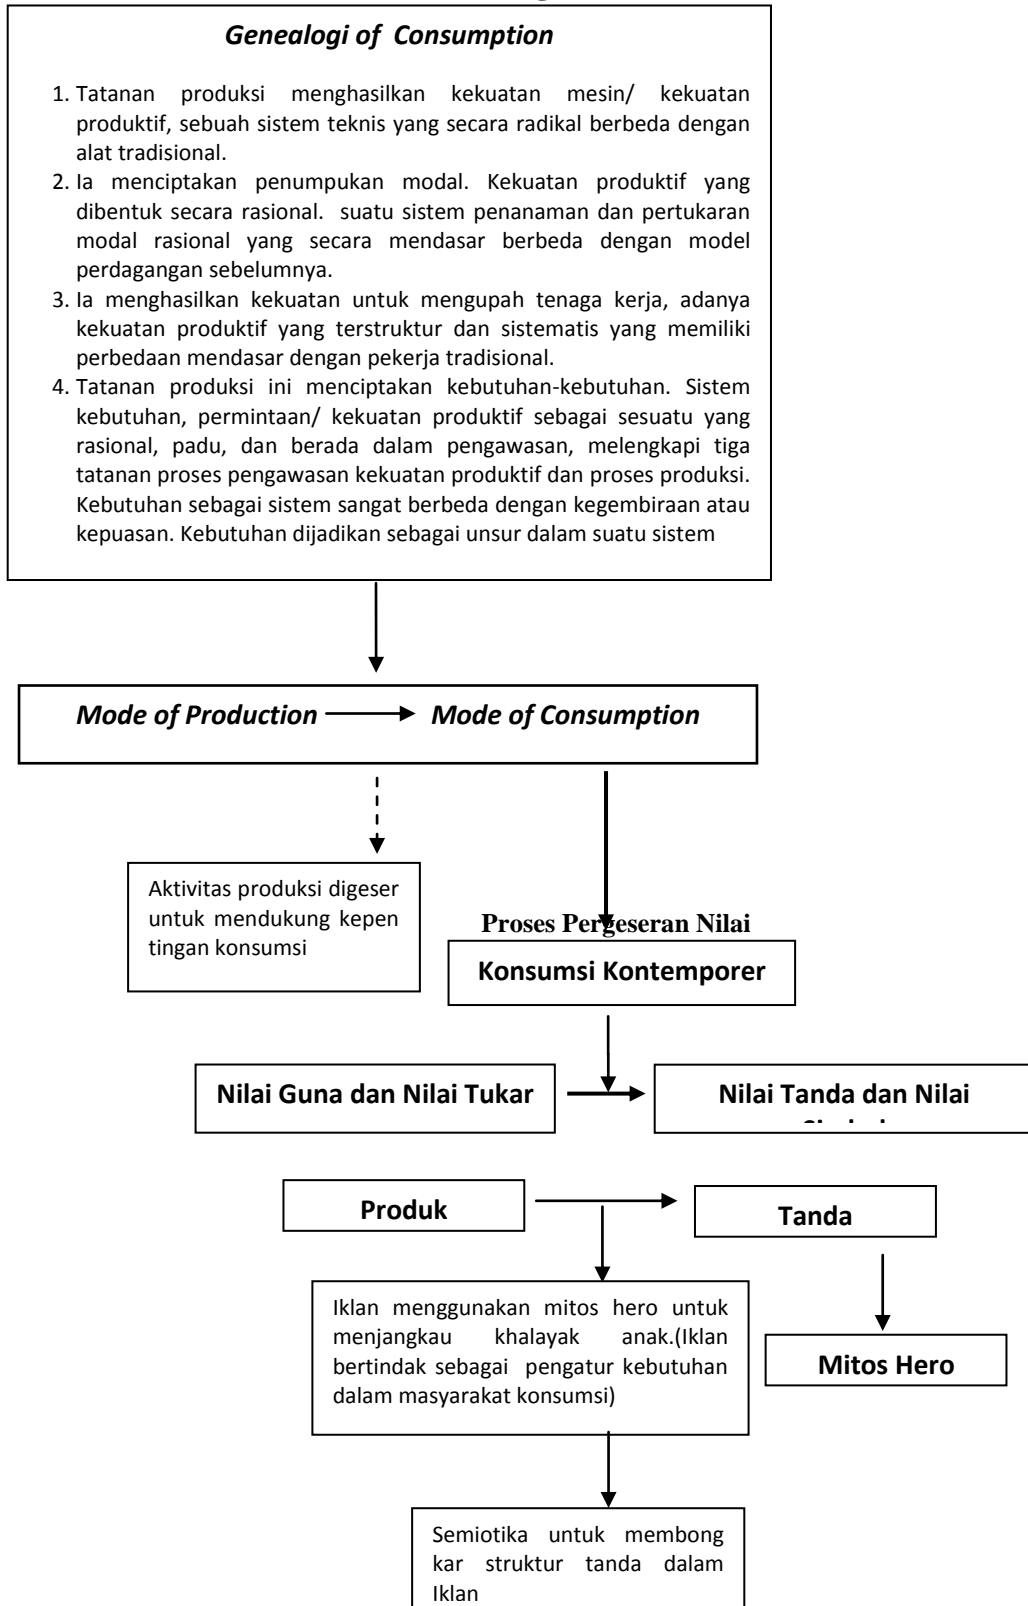 Genealogi of Consumption
1. Tatanan produksi menghasilkan kekuatan mesin/ kekuatan
produktif, sebuah sistem teknis yang secara radikal berbeda dengan
alat tradisional.
2. Ia menciptakan penumpukan modal. Kekuatan produktif yang
dibentuk secara rasional. suatu sistem penanaman dan pertukaran
modal rasional yang secara mendasar berbeda dengan model
perdagangan sebelumnya.
3. Ia menghasilkan kekuatan untuk mengupah tenaga kerja, adanya
kekuatan produktif yang terstruktur dan sistematis yang memiliki
perbedaan mendasar dengan pekerja tradisional.
4. Tatanan produksi ini menciptakan kebutuhan-kebutuhan. Sistem
kebutuhan, permintaan/ kekuatan produktif sebagai sesuatu yang
rasional, padu, dan berada dalam pengawasan, melengkapi tiga
tatanan proses pengawasan kekuatan produktif dan proses produksi.
Kebutuhan sebagai sistem sangat berbeda dengan kegembiraan atau
kepuasan. Kebutuhan dijadikan sebagai unsur dalam suatu sistem
Mode of Production Mode of Consumption
Aktivitas produksi digeser
untuk mendukung kepen
tingan konsumsi
Proses Pergeseran Nilai
Konsumsi Kontemporer
Nilai Guna dan Nilai Tukar
Nilai Tanda dan Nilai
Produk
Tanda
Iklan menggunakan mitos hero untuk
menjangkau khalayak anak.(Iklan
bertindak sebagai pengatur kebutuhan
dalam masyarakat konsumsi)
Mitos Hero
Semiotika untuk membong
kar struktur tanda dalam
Iklan